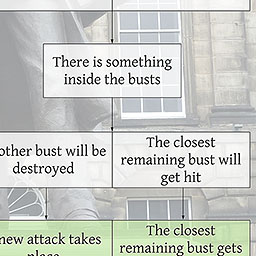 There is something
inside the busts
other bust will be
destroyed
The closest
remaining bust will
get hit
new attack takes
place
The closest
remaining bust gets